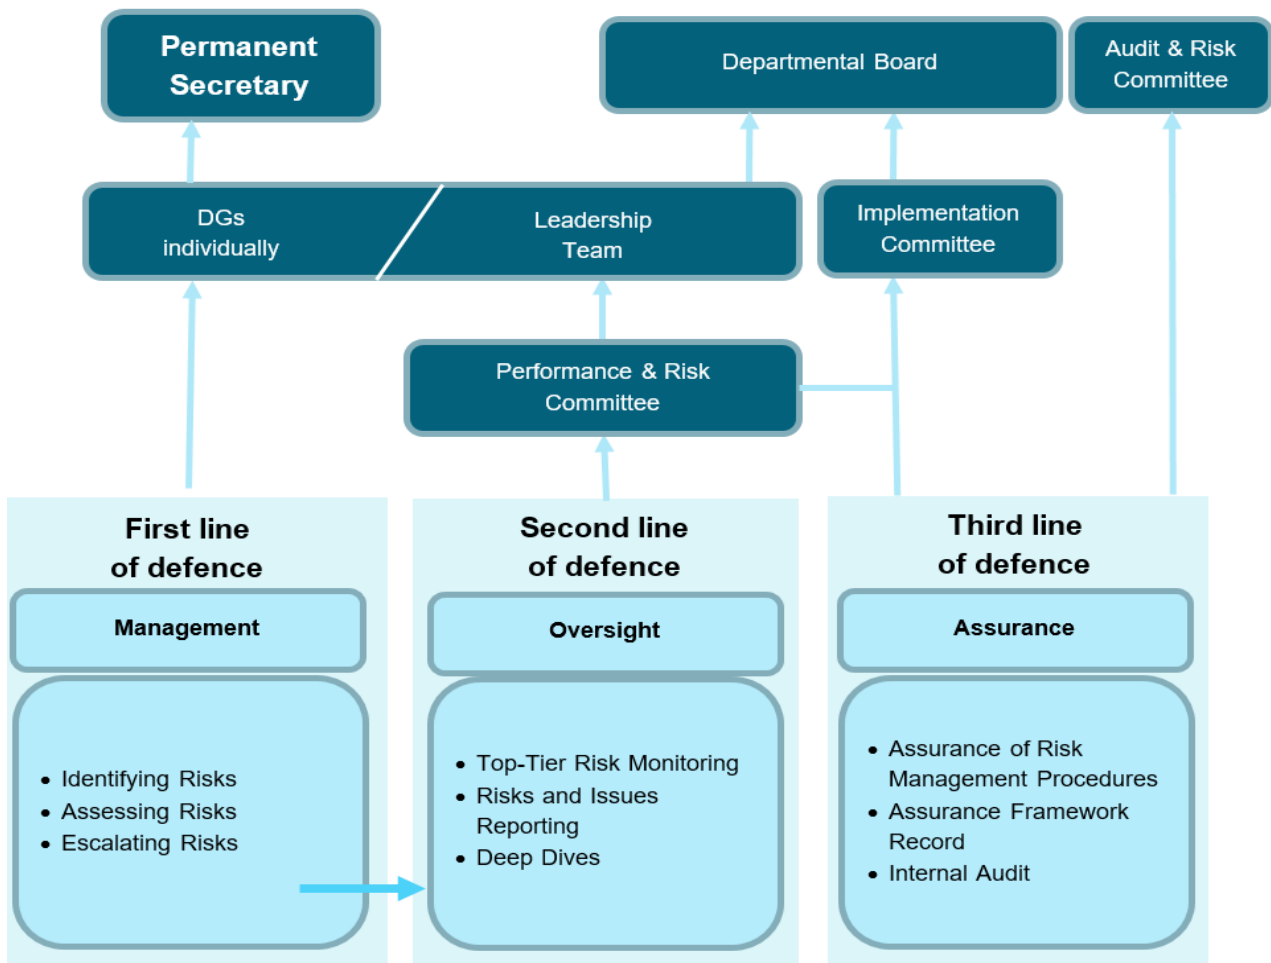 Permanent
Secretary
Departmental Board
Audit & Risk
Committee
DGs
individually
Leadership
Team
Implementation
Committee
Performance & Risk
Committee
First line
of defence
Management
• Identifying Risks
• Assessing Risks
• Escalating Risks
Second line
of defence
Oversight
• Top-Tier Risk Monitoring
• Risks and Issues
Reporting
• Deep Dives
Third line
of defence
Assurance
• Assurance of Risk
Management Procedures
• Assurance Framework
Record
• Internal Audit